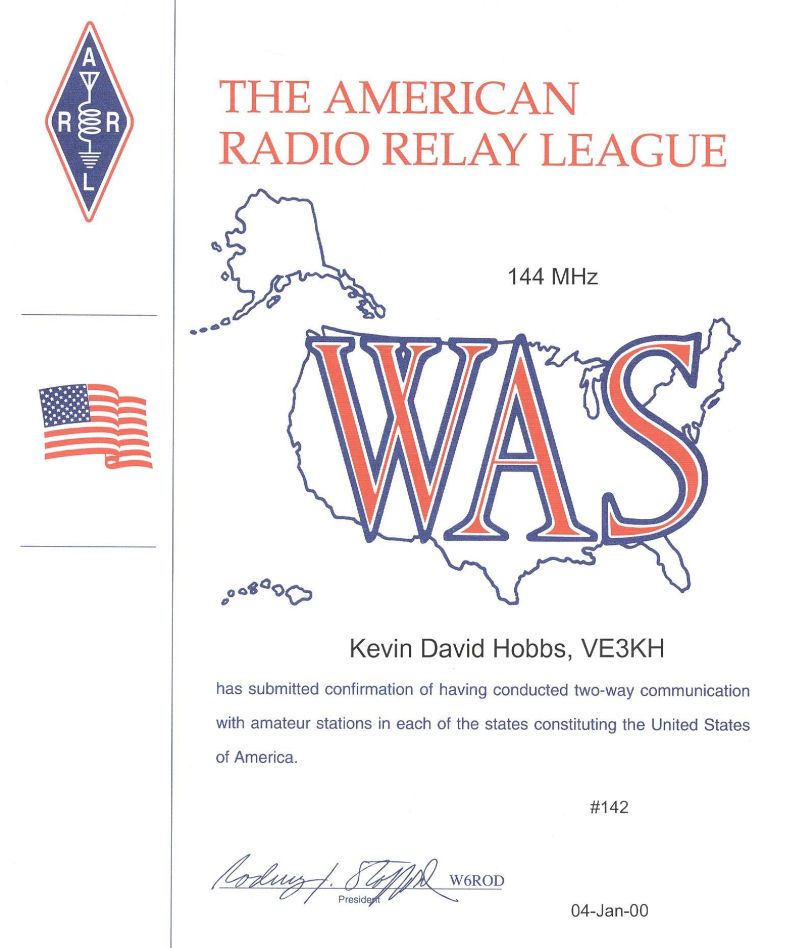 A
R R
L
THE AMERICAN
RADIO RELAY LEAGUE
144 MHz
WAS
Kevin David Hobbs, VE3KH
has submitted confirmation of having conducted two-way communication
with amateur stations in each of the states constituting the United States
of America.
#142
Rodney J. Stafford W6ROD
President
04-Jan-00